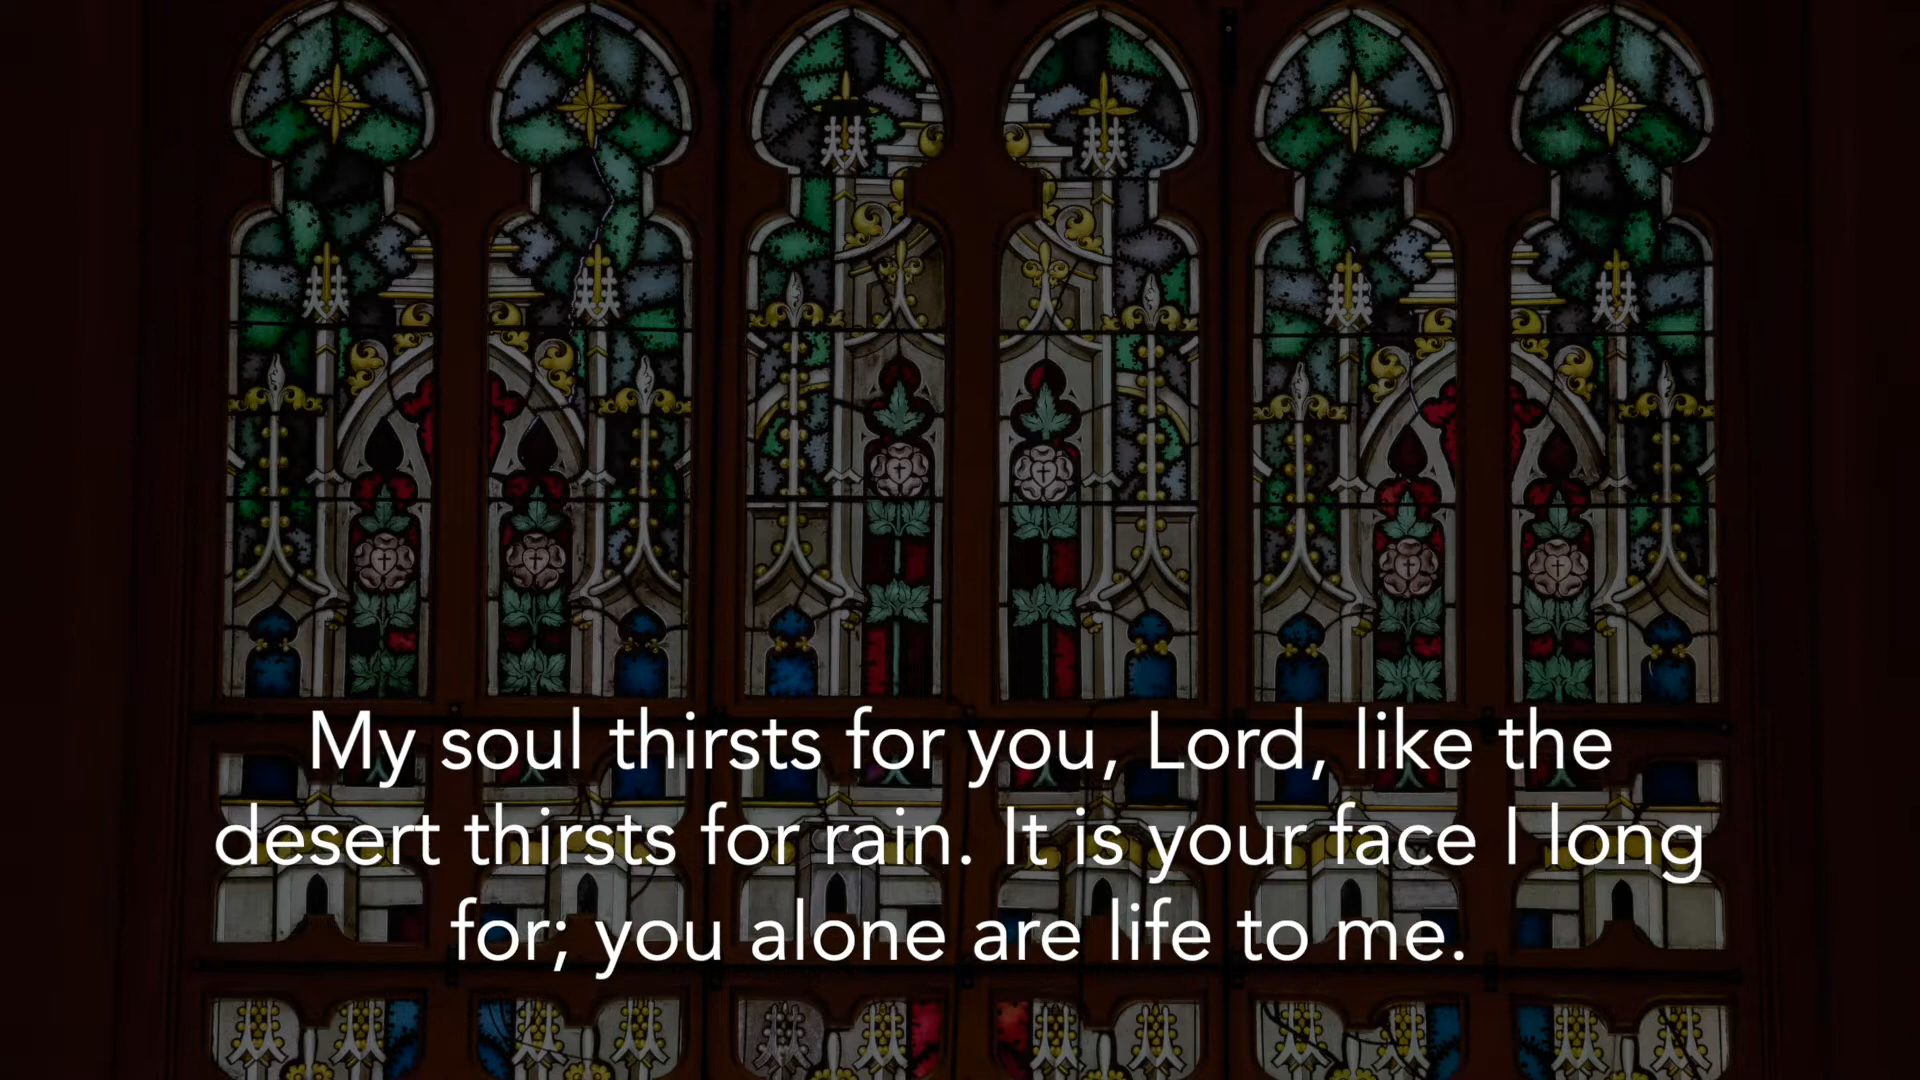 My soul thirsts for you, Lord, like the
desert thirsts for rain. It is your face I long
for; you alone are life to me.